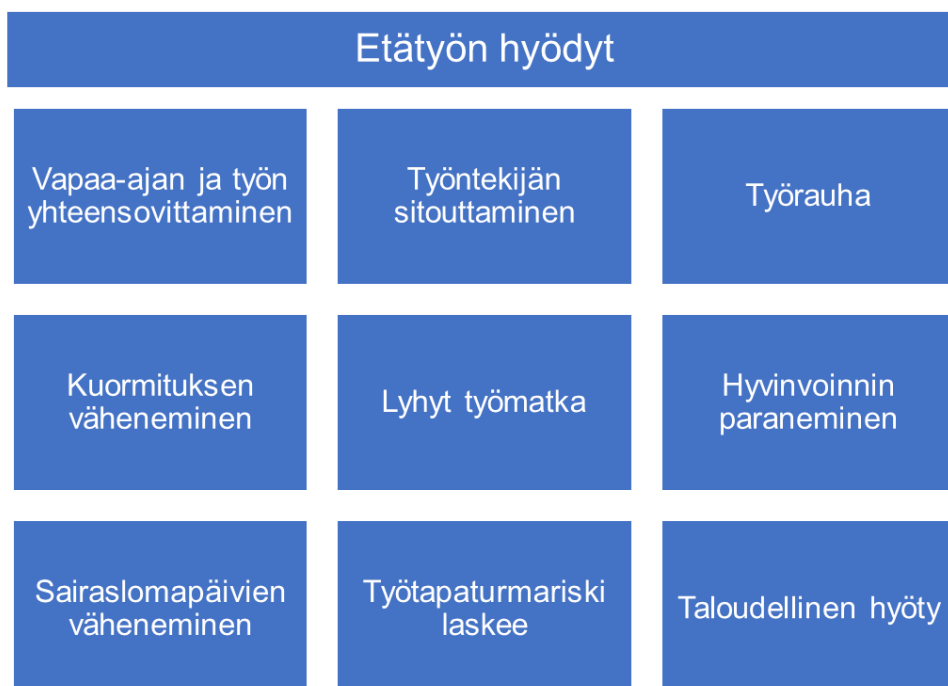 Etätyön hyödyt
Vapaa-ajan ja työn
yhteensovittaminen
Työntekijän
sitouttaminen
Työrauha
Kuormituksen
väheneminen
Lyhyt työmatka
Hyvinvoinnin
paraneminen
Sairaslomapäivien
väheneminen
Työtapaturmariski
laskee
Taloudellinen hyöty